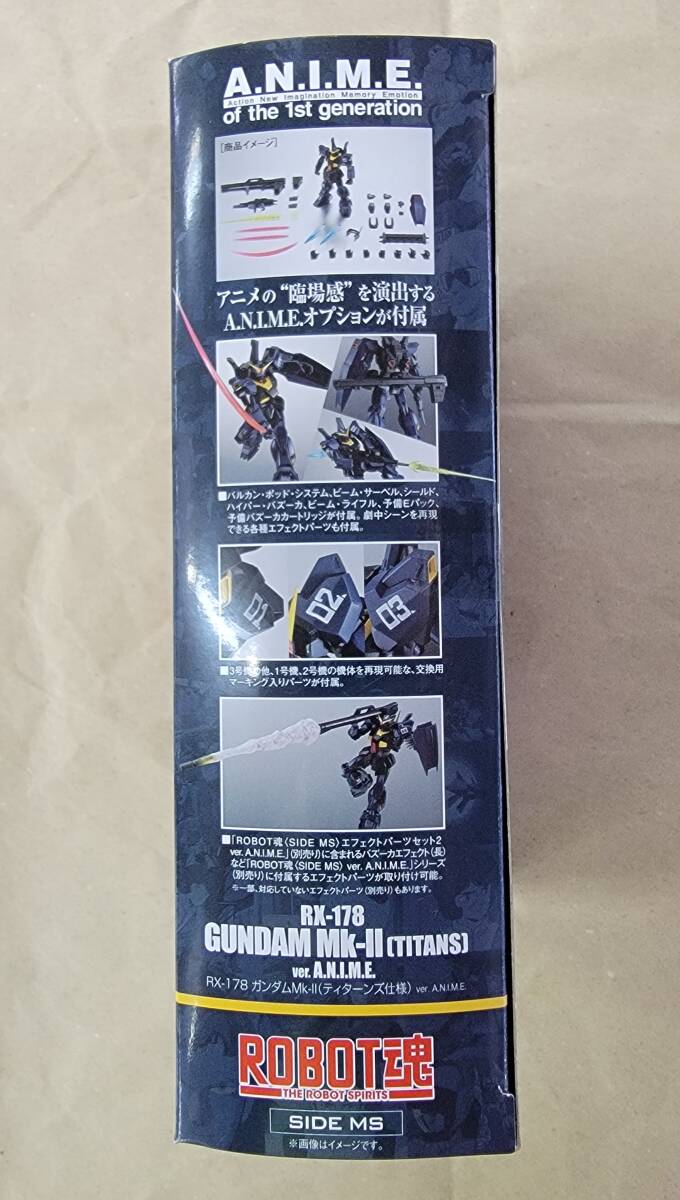 A.N.I.M.E.
Action New Imagination Memory Emotion
of the 1st generation
[商品イメージ]
アニメの“臨場感”を演出する
A.N.I.M.E.オプションが付属
■バルカン・ポッド・システム、ビーム・サーベル、シールド、
ハイパー・バズーカ、ビーム・ライフル、予備Eパック、
予備バズーカカートリッジが付属。劇中シーンを再現
できる各種エフェクトパーツも付属。
01 02 03
■3号機の他、1号機、2号機の機体を再現可能な、交換用
マーキング入りパーツが付属。
03
■「ROBOT魂〈SIDE MS〉エフェクトパーツセット2
ver. A.N.I.M.E.」(別売り)に含まれるバズーカエフェクト(長)
など「ROBOT魂〈SIDE MS〉 ver. A.N.I.M.E.」シリーズ
(別売り)に付属するエフェクトパーツが取り付け可能。
※一部、対応していないエフェクトパーツ(別売り)もあります。
RX-178
GUNDAM Mk-II(TITANS)
ver. A.N.I.M.E.
RX-178 ガンダムMk-II(ティターンズ仕様) ver. A.N.I.M.E.
ROBOT魂
THE ROBOT SPIRITS
SIDE MS
※画像はイメージです。